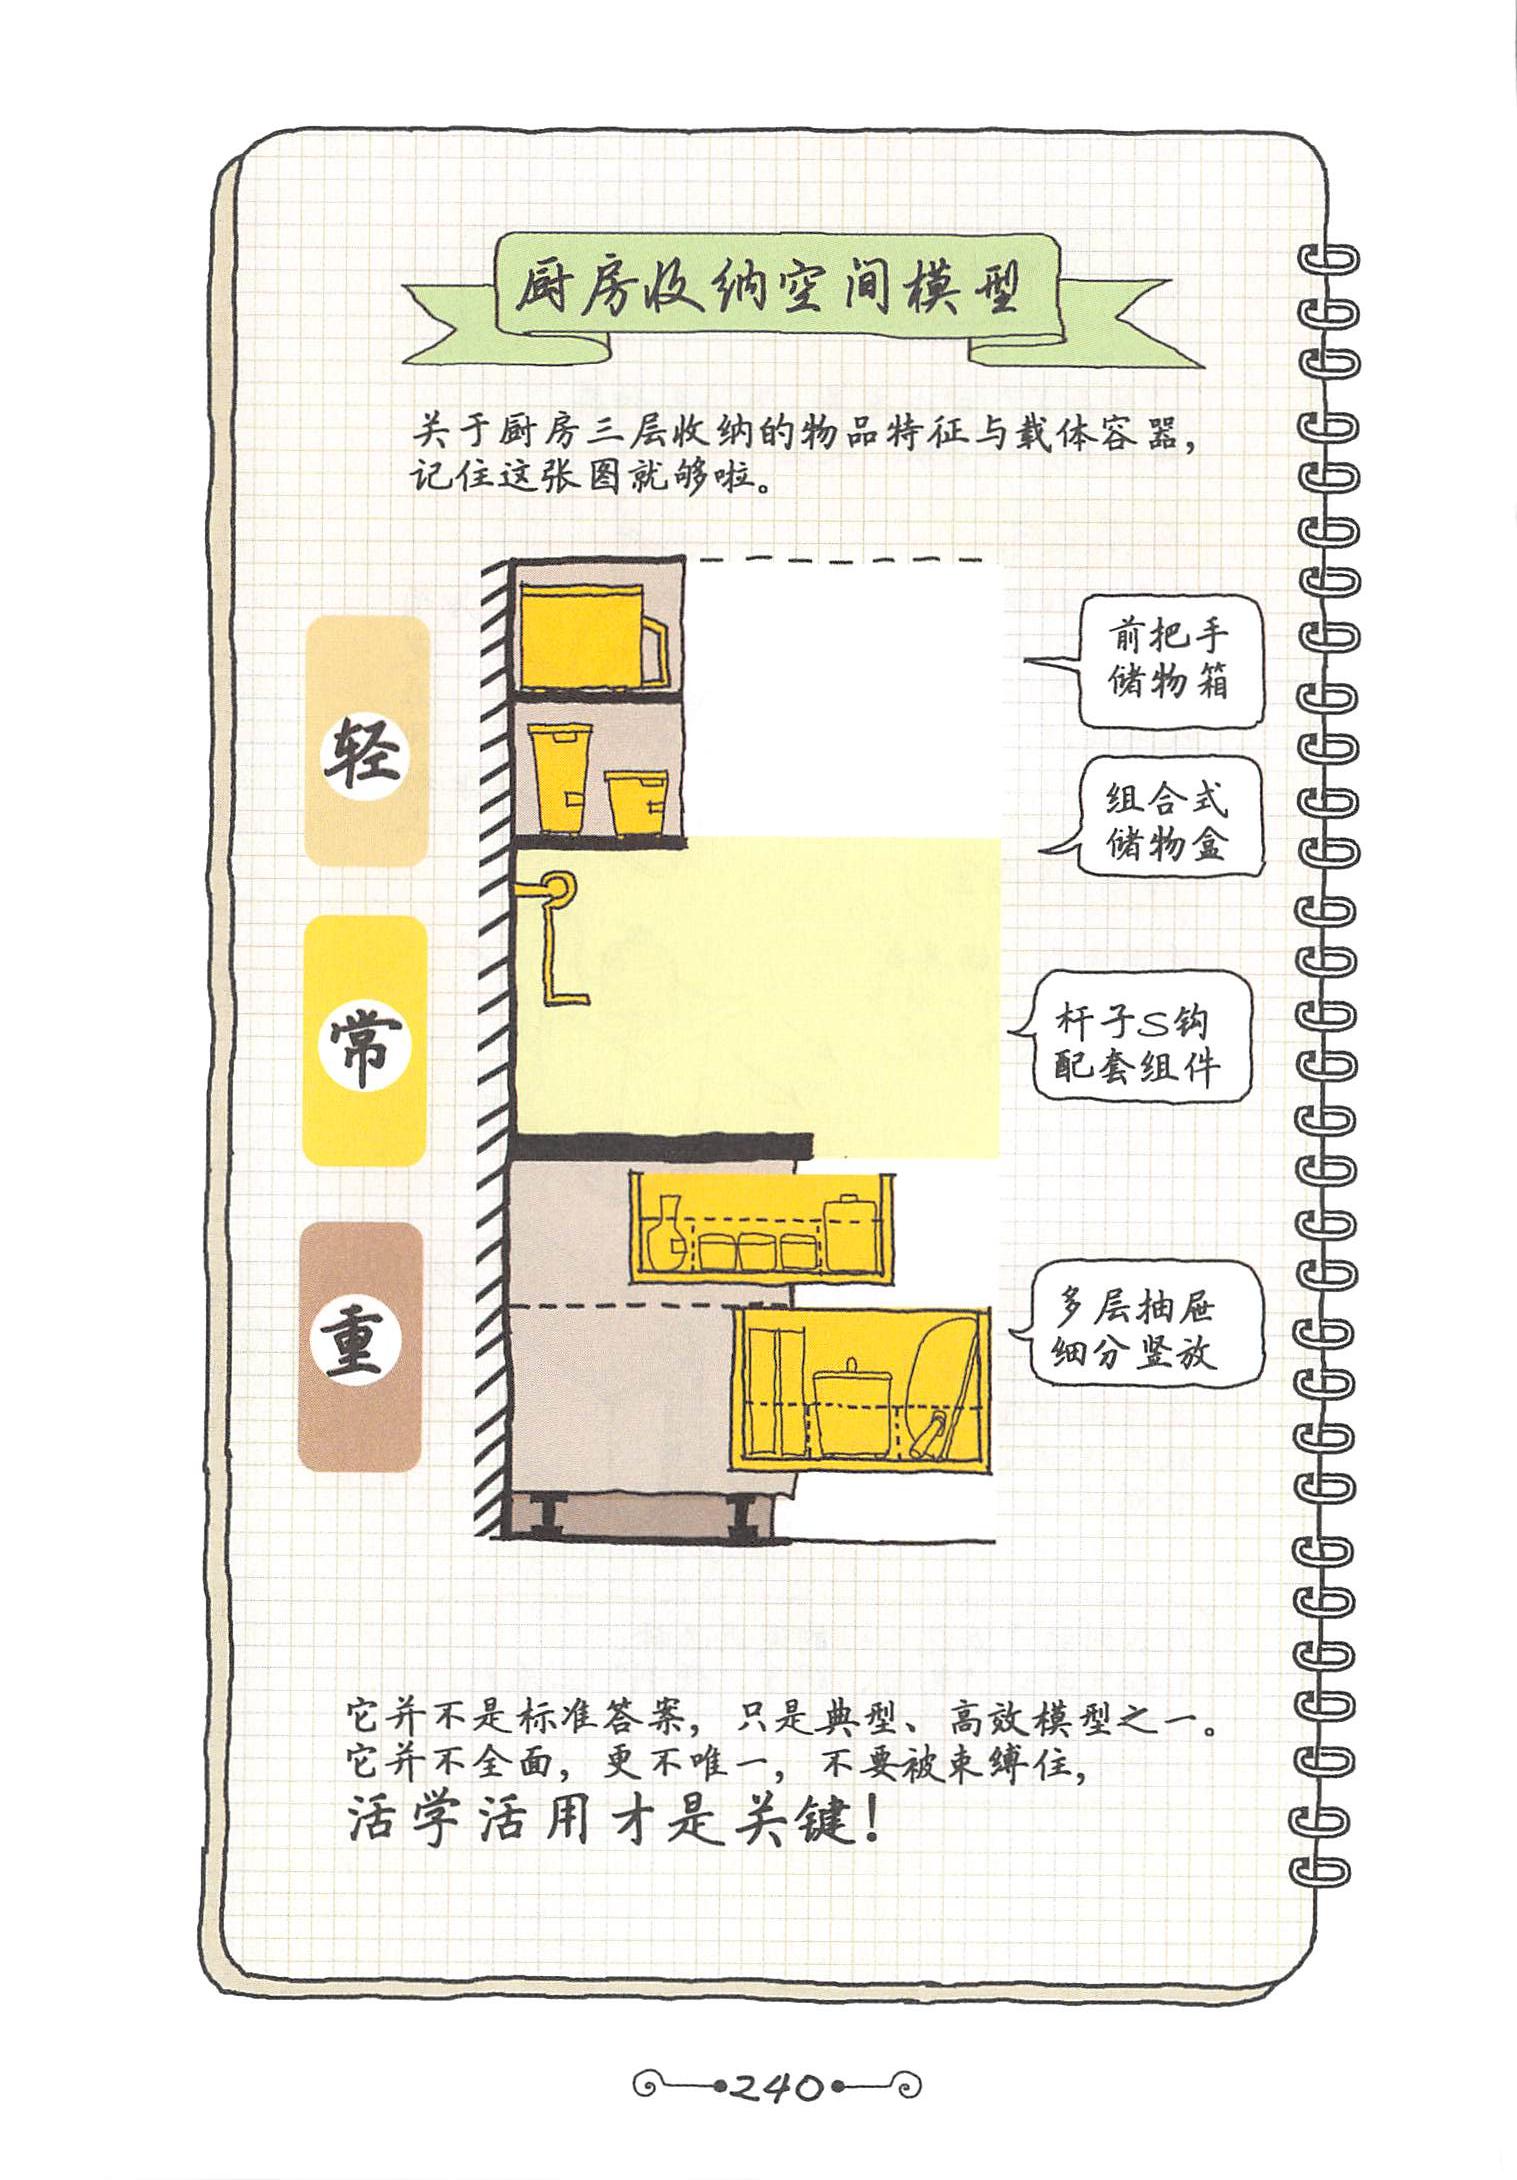 厨房收纳空间模型
关于厨房三层收纳的物品特征与载体容器，
记住这张图就够啦。
轻
前把手
储物箱
组合式
储物盒
常
杆子S钩
配套组件
重
多层抽屉
细分竖放
它并不是标准答案，只是典型、高效模型之一。
它并不全面，更不唯一，不要被束缚住，
活学活用才是关键！
240